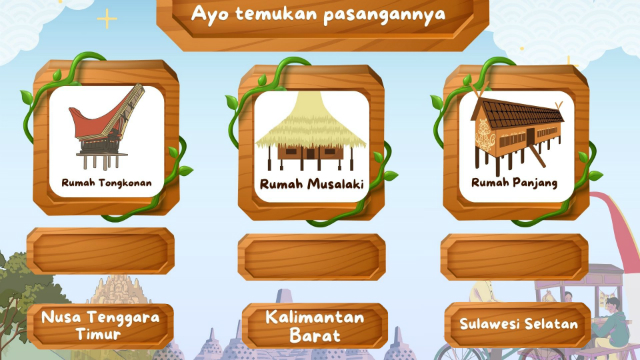 Ayo temukan pasangannya
Rumah Tongkonan
Rumah Musalaki
Rumah Panjang
Nusa Tenggara
Timur
Kalimantan
Barat
Sulawesi Selatan